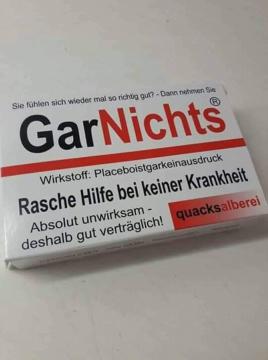 Sie fühlen sich wieder mal so richtig gut? - Dann nehmen Sie
GarNichts®
Wirkstoff: Placeboistgarkeinausdruck
Rasche Hilfe bei keiner Krankheit
Absolut unwirksam -
deshalb gut verträglich!
quacksalberei